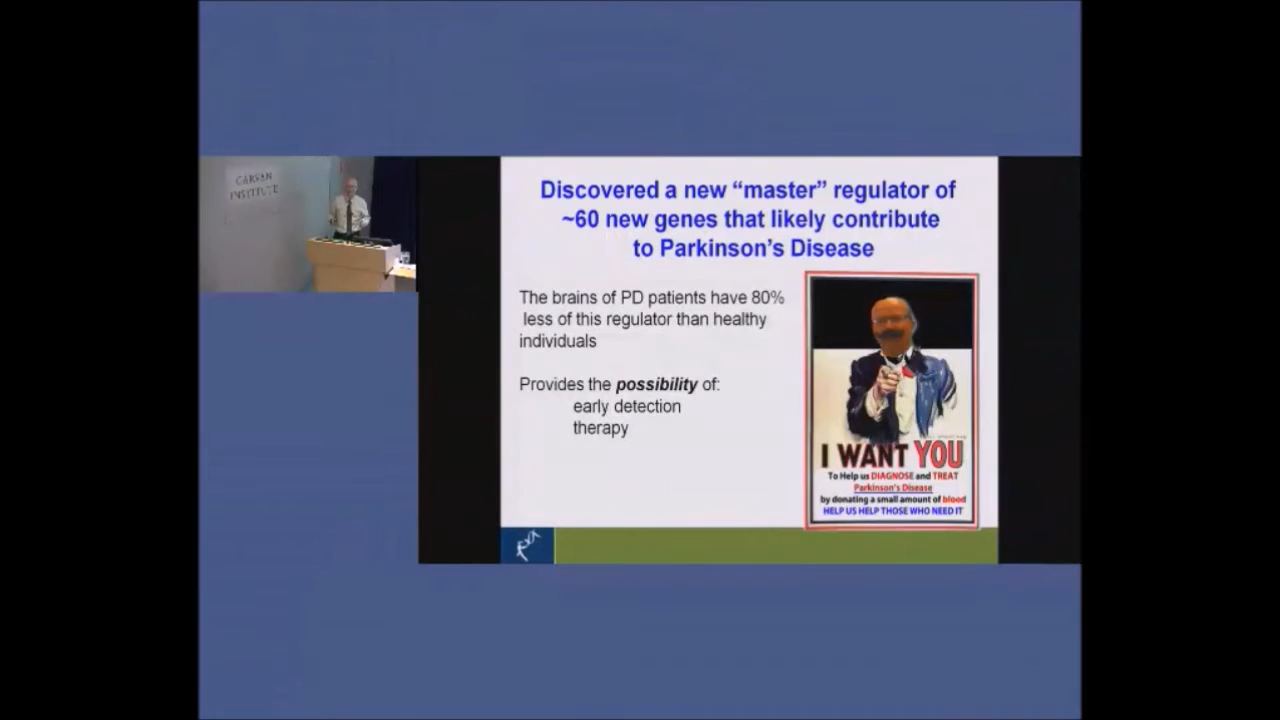 GARVAN
INSTITUTE
Discovered a new “master” regulator of
~60 new genes that likely contribute
to Parkinson’s Disease
The brains of PD patients have 80%
less of this regulator than healthy
individuals
Provides the possibility of:
early detection
therapy
I WANT YOU
To Help us DIAGNOSE and TREAT
Parkinson's Disease
by donating a small amount of blood
HELP US HELP THOSE WHO NEED IT